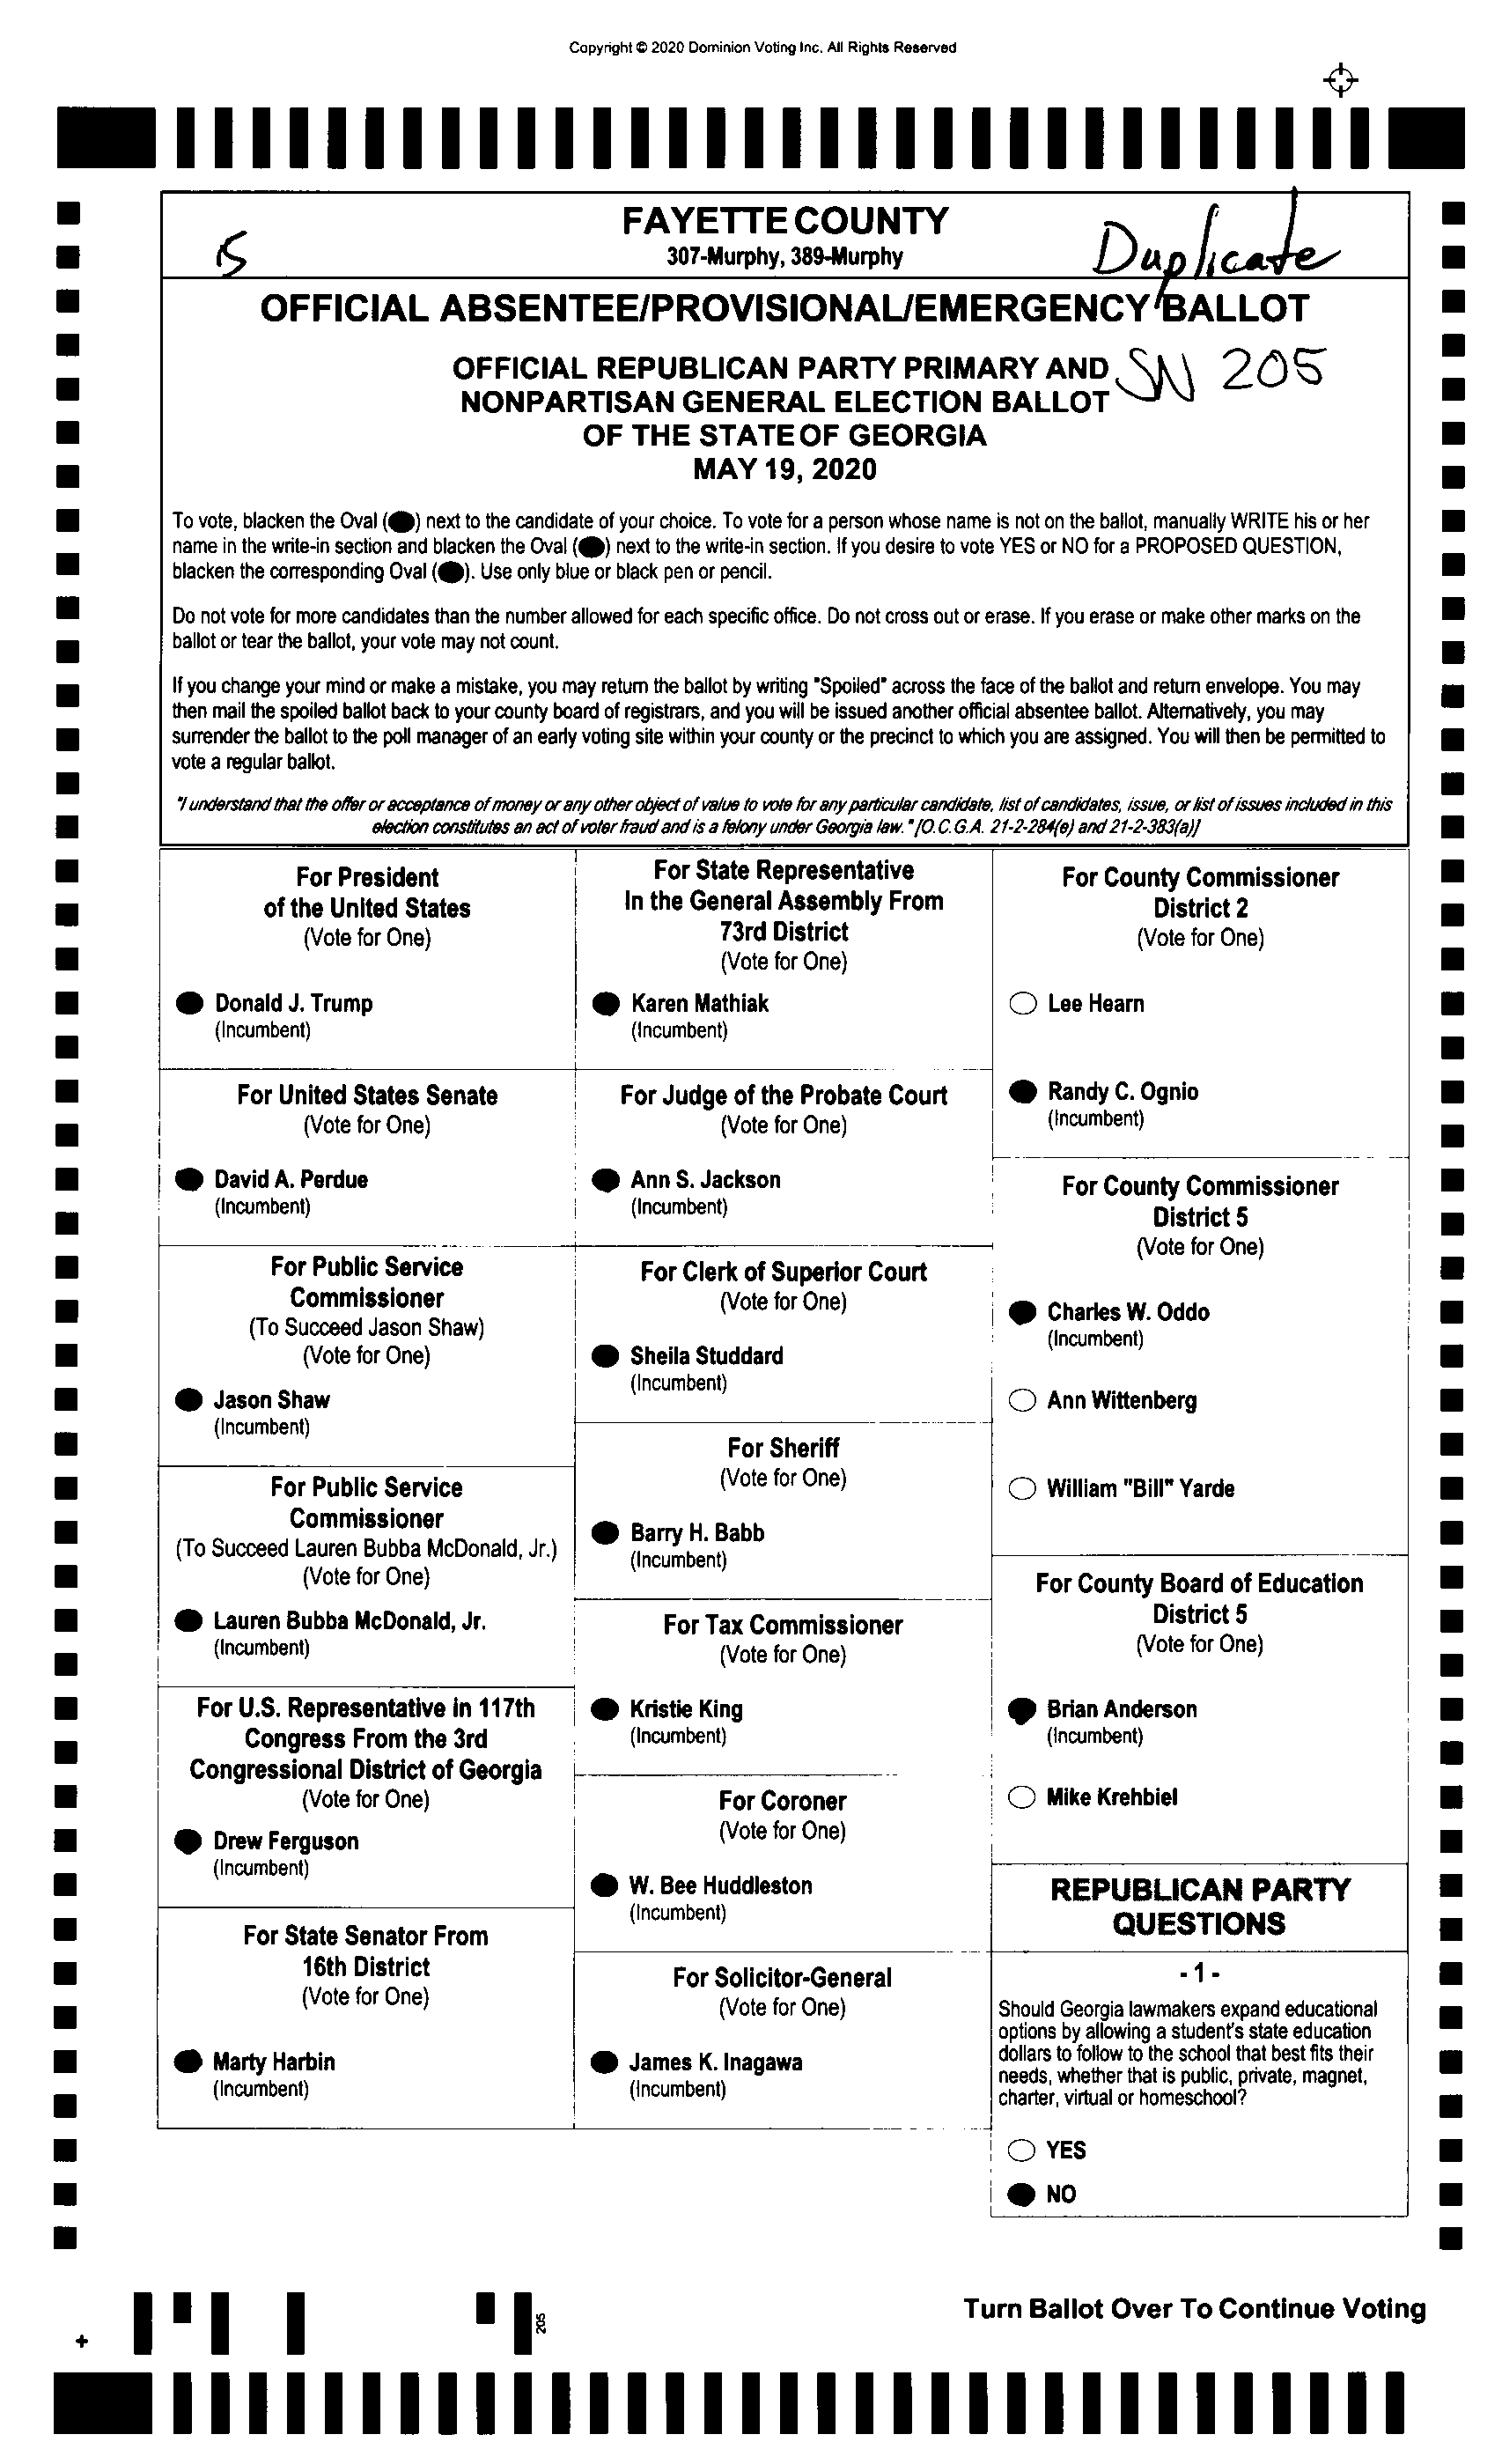 Copyright © 2020 Dominion Voting Inc. All Rights Reserved
FAYETTE COUNTY
307-Murphy, 389-Murphy
Duplicate
OFFICIAL ABSENTEE/PROVISIONAL/EMERGENCY BALLOT
OFFICIAL REPUBLICAN PARTY PRIMARY AND
SN 205
NONPARTISAN GENERAL ELECTION BALLOT
OF THE STATE OF GEORGIA
MAY 19, 2020
To vote, blacken the Oval ( ) next to the candidate of your choice. To vote for a person whose name is not on the ballot, manually WRITE his or her
name in the write-in section and blacken the Oval ( ) next to the write-in section. If you desire to vote YES or NO for a PROPOSED QUESTION,
blacken the corresponding Oval ( ). Use only blue or black pen or pencil.
Do not vote for more candidates than the number allowed for each specific office. Do not cross out or erase. If you erase or make other marks on the
ballot or tear the ballot, your vote may not count.
If you change your mind or make a mistake, you may return the ballot by writing "Spoiled" across the face of the ballot and return envelope. You may
then mail the spoiled ballot back to your county board of registrars, and you will be issued another official absentee ballot. Alternatively, you may
surrender the ballot to the poll manager of an early voting site within your county or the precinct to which you are assigned. You will then be permitted to
vote a regular ballot.
"I understand that the offer or acceptance of money or any other object of value to vote for any particular candidate, list of candidates, issue, or list of issues included in this
election constitutes an act of voter fraud and is a felony under Georgia law." [O.C.G.A. 21-2-284(e) and 21-2-383(a)]
For President
of the United States
(Vote for One)
Donald J. Trump
(Incumbent)
For United States Senate
(Vote for One)
David A. Perdue
(Incumbent)
For Public Service
Commissioner
(To Succeed Jason Shaw)
(Vote for One)
Jason Shaw
(Incumbent)
For Public Service
Commissioner
(To Succeed Lauren Bubba McDonald, Jr.)
(Vote for One)
Lauren Bubba McDonald, Jr.
(Incumbent)
For U.S. Representative in 117th
Congress From the 3rd
Congressional District of Georgia
(Vote for One)
Drew Ferguson
(Incumbent)
For State Senator From
16th District
(Vote for One)
Marty Harbin
(Incumbent)
For State Representative
In the General Assembly From
73rd District
(Vote for One)
Karen Mathiak
(Incumbent)
For Judge of the Probate Court
(Vote for One)
Ann S. Jackson
(Incumbent)
For Clerk of Superior Court
(Vote for One)
Sheila Studdard
(Incumbent)
For Sheriff
(Vote for One)
Barry H. Babb
(Incumbent)
For Tax Commissioner
(Vote for One)
Kristie King
(Incumbent)
For Coroner
(Vote for One)
W. Bee Huddleston
(Incumbent)
For Solicitor-General
(Vote for One)
James K. Inagawa
(Incumbent)
For County Commissioner
District 2
(Vote for One)
Lee Hearn
Randy C. Ognio
(Incumbent)
For County Commissioner
District 5
(Vote for One)
Charles W. Oddo
(Incumbent)
Ann Wittenberg
William "Bill" Yarde
For County Board of Education
District 5
(Vote for One)
Brian Anderson
(Incumbent)
Mike Krehbiel
REPUBLICAN PARTY
QUESTIONS
- 1 -
Should Georgia lawmakers expand educational
options by allowing a student's state education
dollars to follow to the school that best fits their
needs, whether that is public, private, magnet,
charter, virtual or homeschool?
YES
NO
Turn Ballot Over To Continue Voting
205